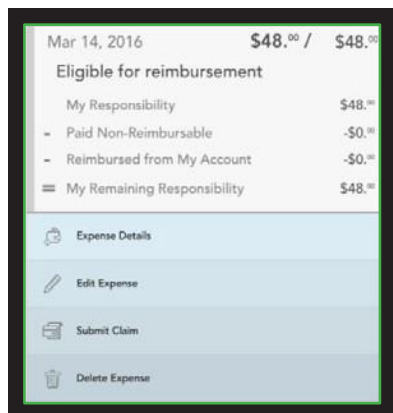 Mar 14, 2016 $48.00 / $48.00
Eligible for reimbursement
My Responsibility $48.00
- Paid Non-Reimbursable -$0.00
- Reimbursed from My Account -$0.00
= My Remaining Responsibility $48.00
Expense Details
Edit Expense
Submit Claim
Delete Expense